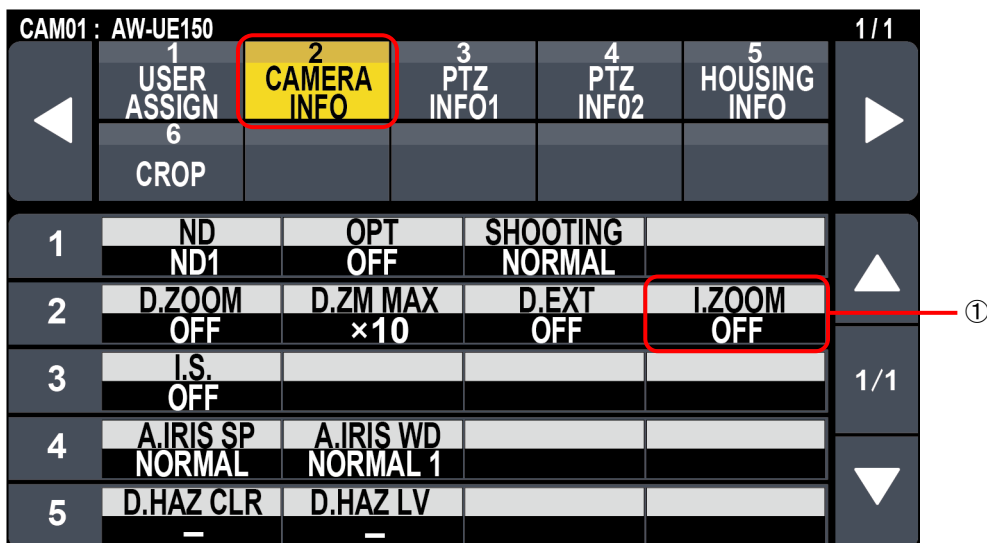 CAM01 : AW-UE150 1/1
1 2 3 4 5
USER CAMERA PTZ PTZ HOUSING
ASSIGN INFO INFO1 INF02 INFO
6
CROP
1 ND OPT SHOOTING
ND1 OFF NORMAL
2 D.ZOOM D.ZM MAX D.EXT I.ZOOM
OFF ×10 OFF OFF
①
3 I.S.
OFF
1/1
4 A.IRIS SP A.IRIS WD
NORMAL NORMAL 1
5 D.HAZ CLR D.HAZ LV
– –